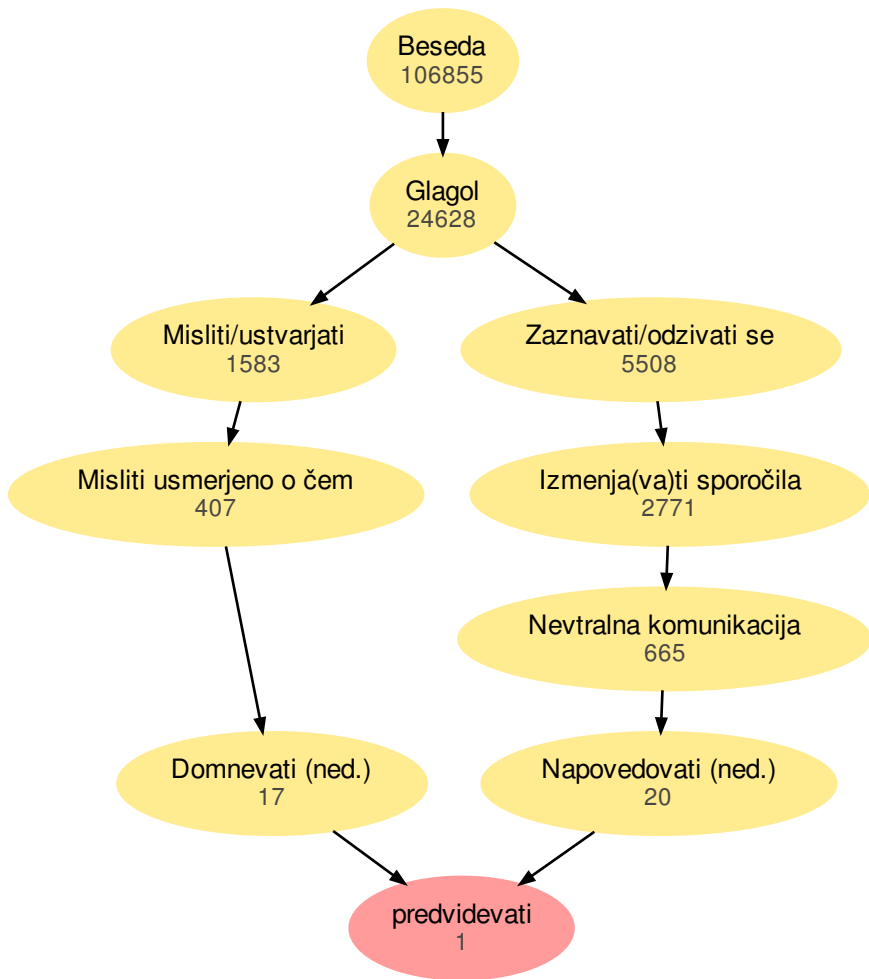 Beseda
106855
Glagol
24628
Misliti/ustvarjati
1583
Zaznavati/odzivati se
5508
Misliti usmerjeno o čem
407
Izmenja(va)ti sporočila
2771
Nevtralna komunikacija
665
Domnevati (ned.)
17
Napovedovati (ned.)
20
predvidevati
1